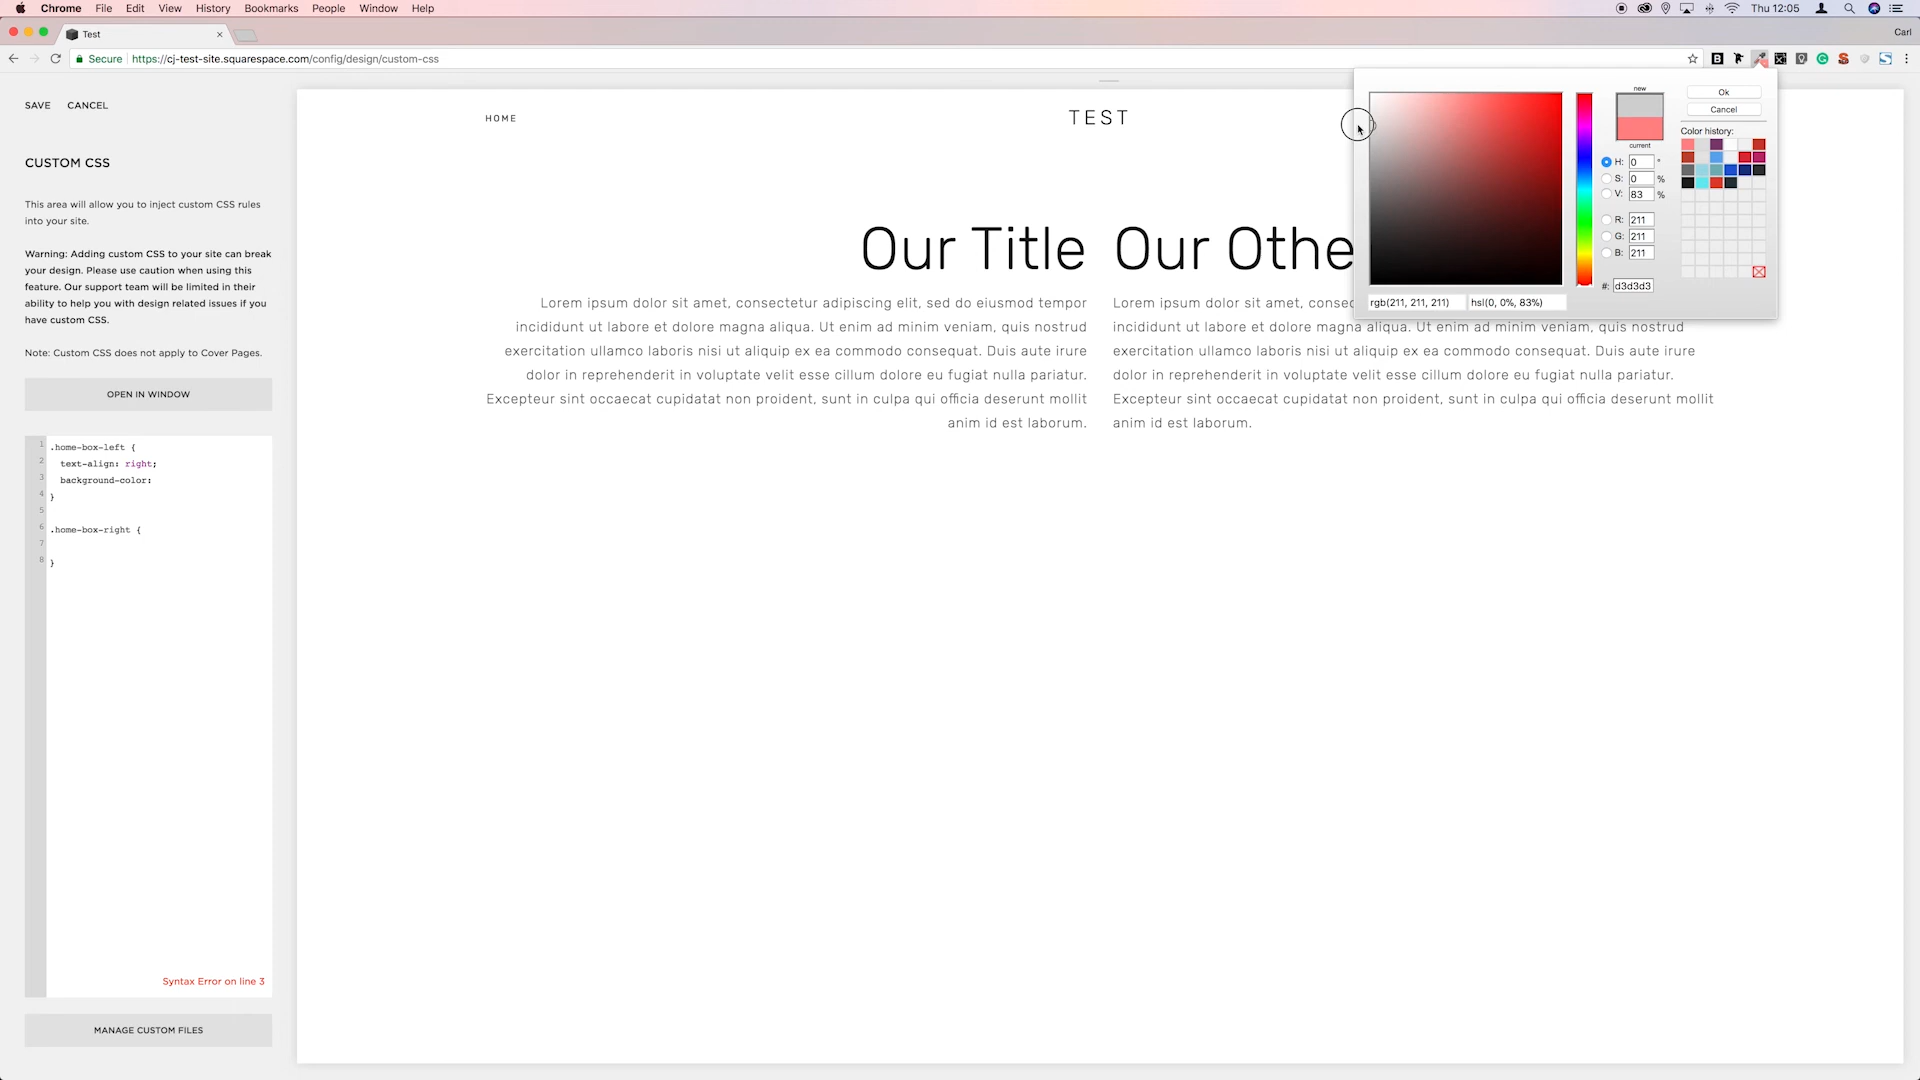 Chrome File Edit View History Bookmarks People Window Help Thu 12:05
Test Carl
Secure https://cj-test-site.squarespace.com/config/design/custom-css
SAVE CANCEL
CUSTOM CSS
This area will allow you to inject custom CSS rules
into your site.
Warning: Adding custom CSS to your site can break
your design. Please use caution when using this
feature. Our support team will be limited in their
ability to help you with design related issues if you
have custom CSS.
Note: Custom CSS does not apply to Cover Pages.
OPEN IN WINDOW
1 .home-box-left {
2 text-align: right;
3 background-color:
4 }
5
6 .home-box-right {
7
8 }
Syntax Error on line 3
MANAGE CUSTOM FILES
HOME TEST
Our Title
Lorem ipsum dolor sit amet, consectetur adipiscing elit, sed do eiusmod tempor
incididunt ut labore et dolore magna aliqua. Ut enim ad minim veniam, quis nostrud
exercitation ullamco laboris nisi ut aliquip ex ea commodo consequat. Duis aute irure
dolor in reprehenderit in voluptate velit esse cillum dolore eu fugiat nulla pariatur.
Excepteur sint occaecat cupidatat non proident, sunt in culpa qui officia deserunt mollit
anim id est laborum.
Our Othe
Lorem ipsum dolor sit amet, consec
incididunt ut labore et dolore magna aliqua. Ut enim ad minim veniam, quis nostrud
exercitation ullamco laboris nisi ut aliquip ex ea commodo consequat. Duis aute irure
dolor in reprehenderit in voluptate velit esse cillum dolore eu fugiat nulla pariatur.
Excepteur sint occaecat cupidatat non proident, sunt in culpa qui officia deserunt mollit
anim id est laborum.
new
current
Ok
Cancel
Color history:
H: 0 °
S: 0 %
V: 83 %
R: 211
G: 211
B: 211
#: d3d3d3
rgb(211, 211, 211) hsl(0, 0%, 83%)